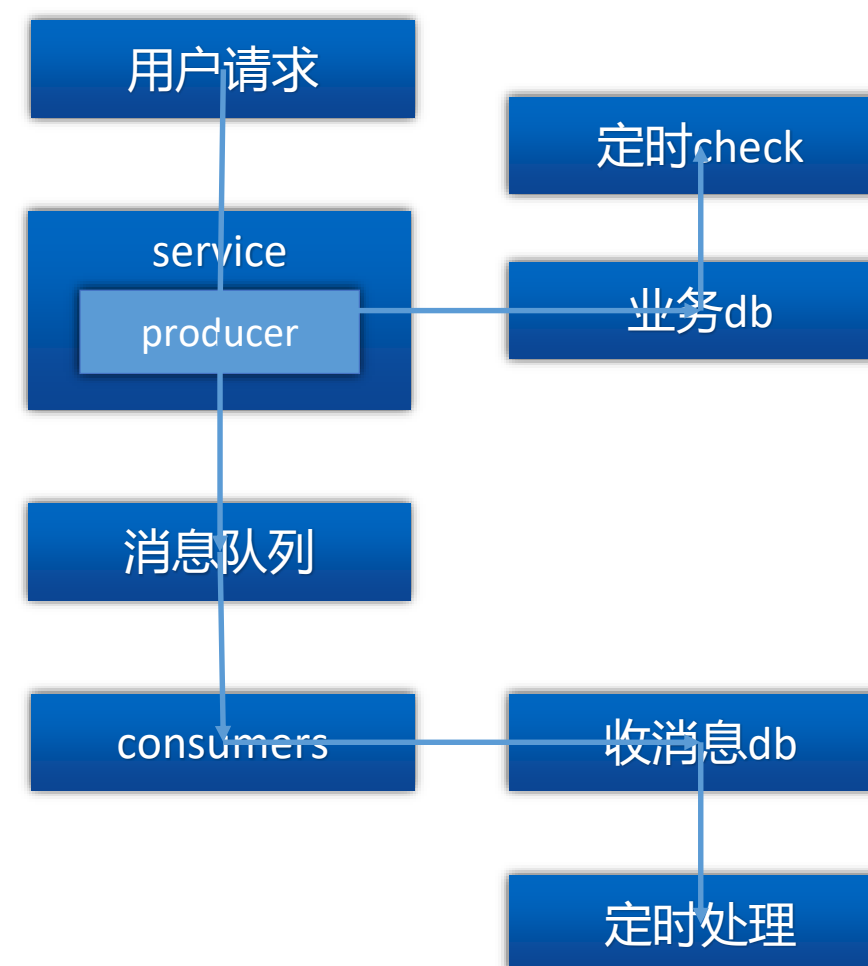 用户请求
定时check
service
producer
业务db
消息队列
consumers
收消息db
定时处理